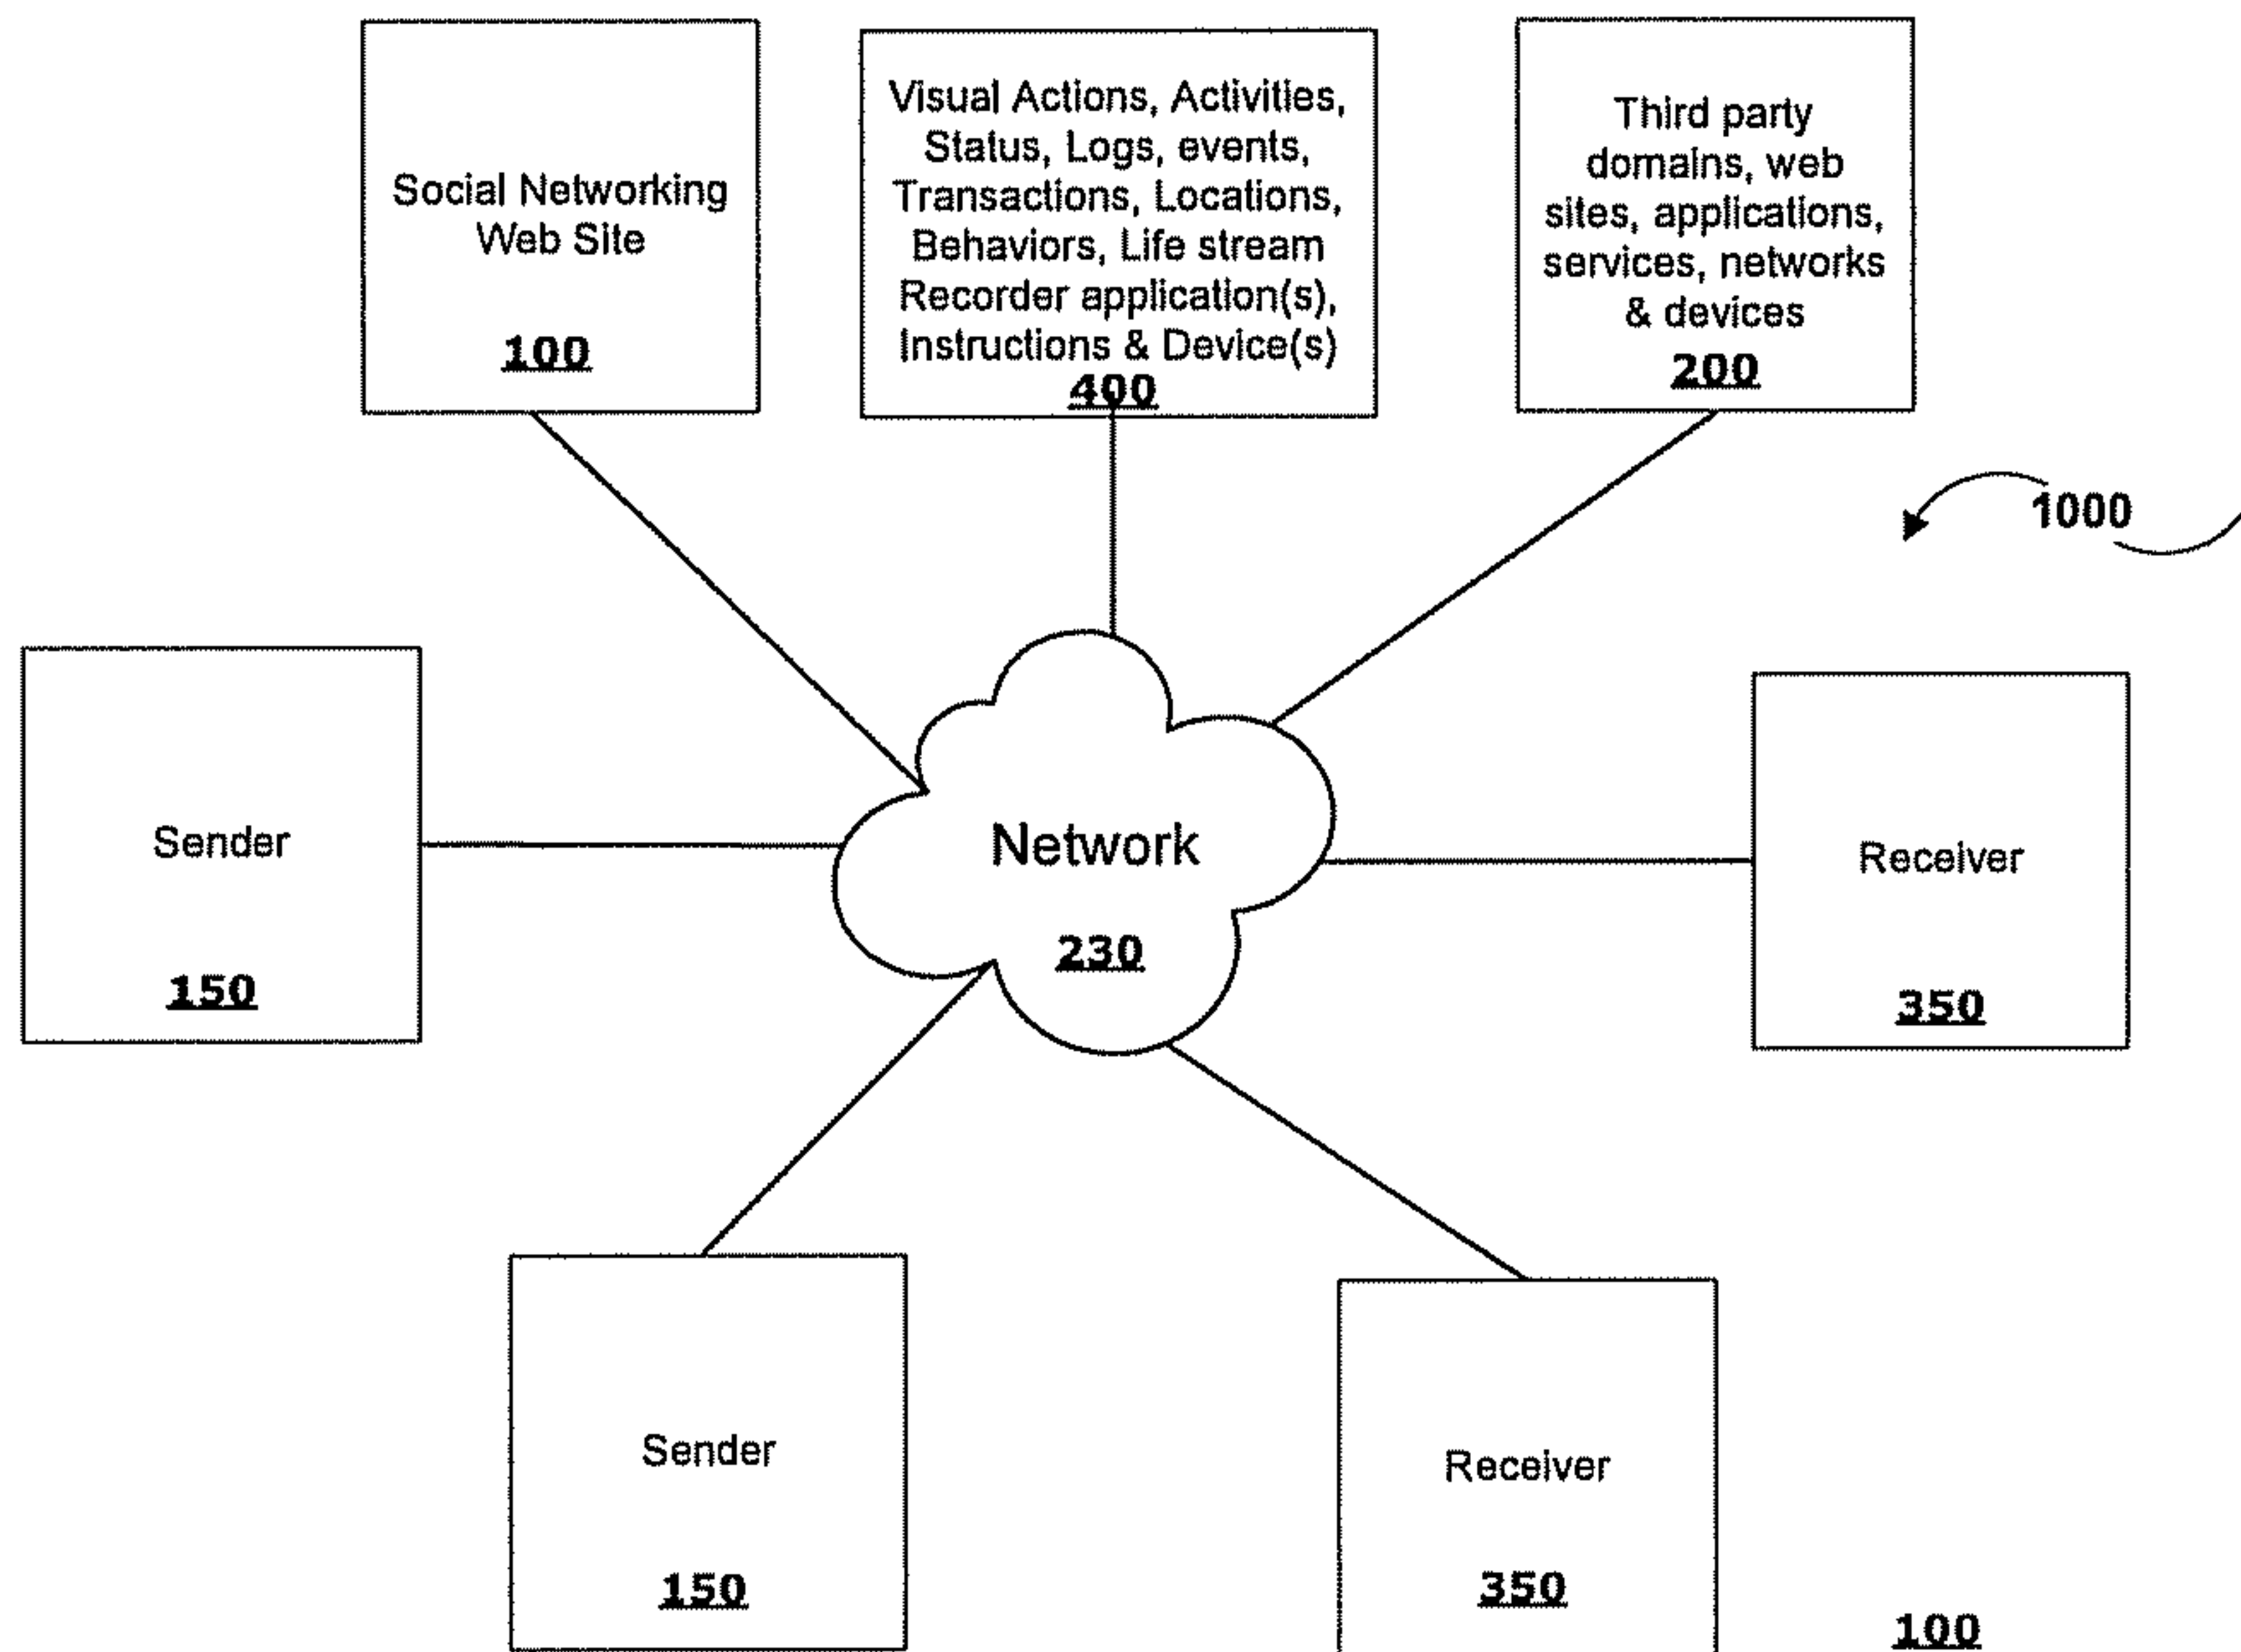 Social Networking
Web Site
100
Visual Actions, Activities,
Status, Logs, events,
Transactions, Locations,
Behaviors, Life stream
Recorder application(s),
Instructions & Device(s)
400
Third party
domains, web
sites, applications,
services, networks
& devices
200
1000
Sender
150
Network
230
Receiver
350
Sender
150
Receiver
350
100